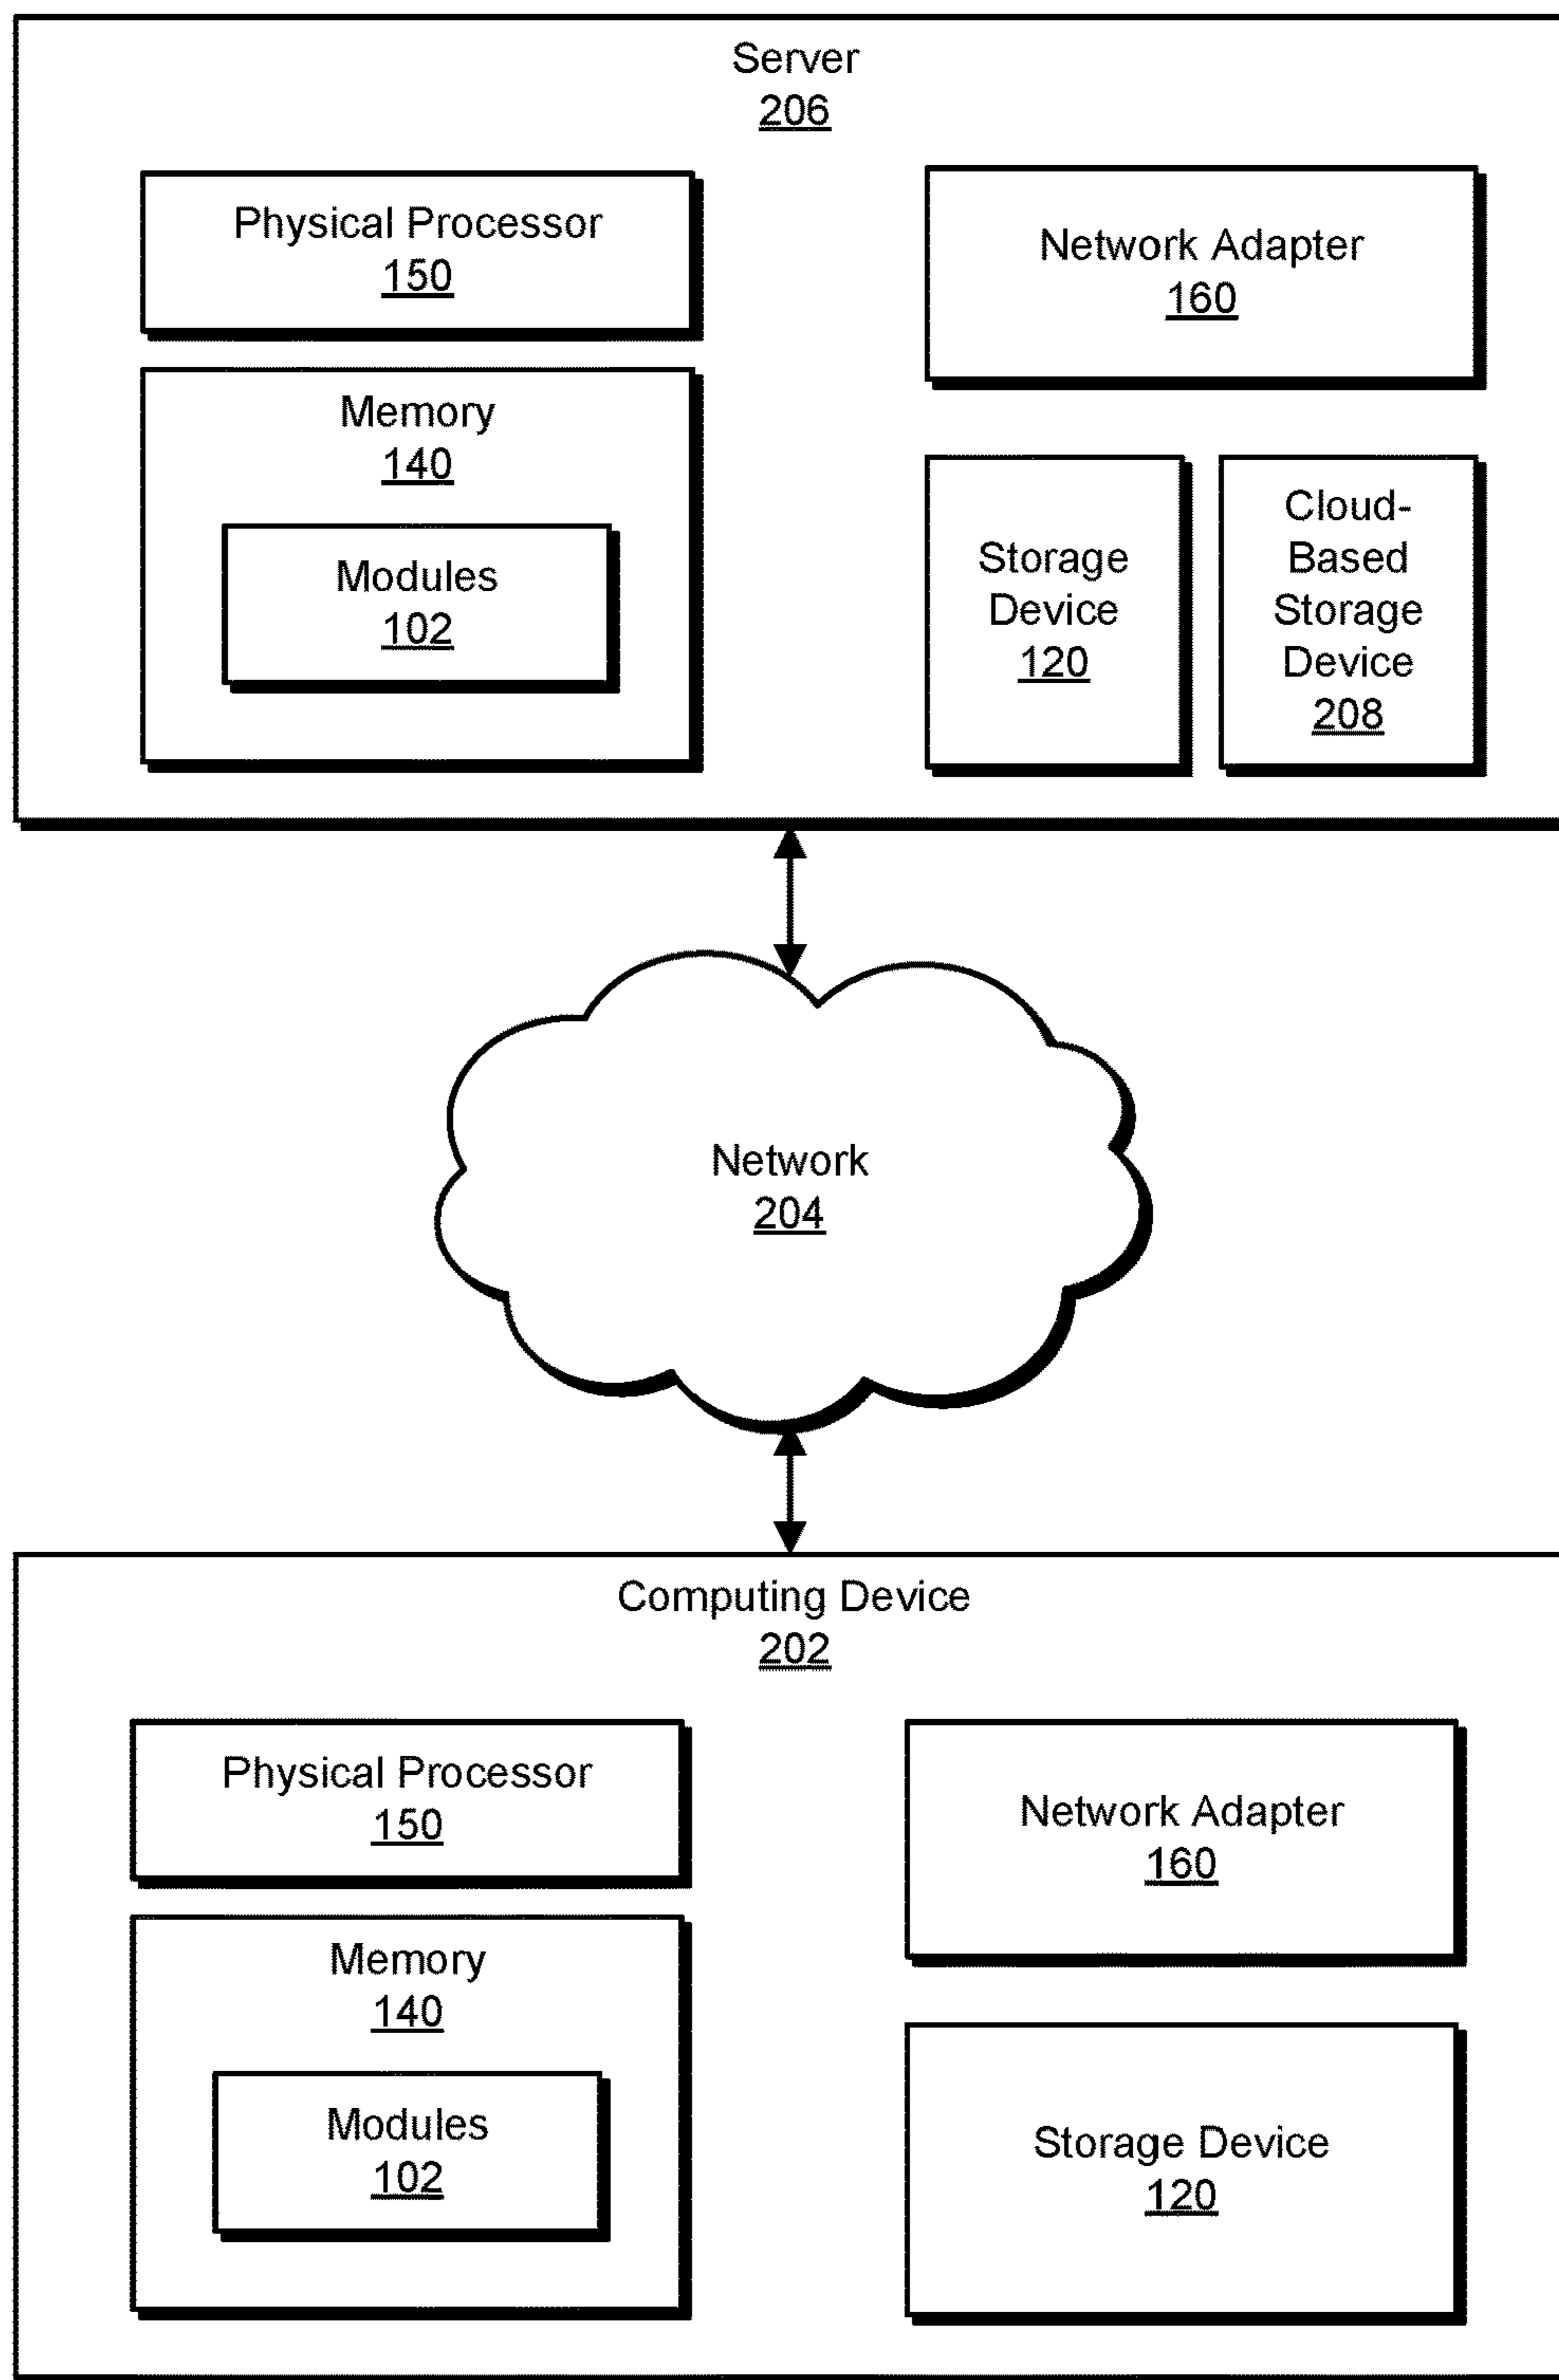 Server
206
Physical Processor
150
Network Adapter
160
Memory
140
Modules
102
Storage
Device
120
Cloud-
Based
Storage
Device
208
Network
204
Computing Device
202
Physical Processor
150
Network Adapter
160
Memory
140
Modules
102
Storage Device
120